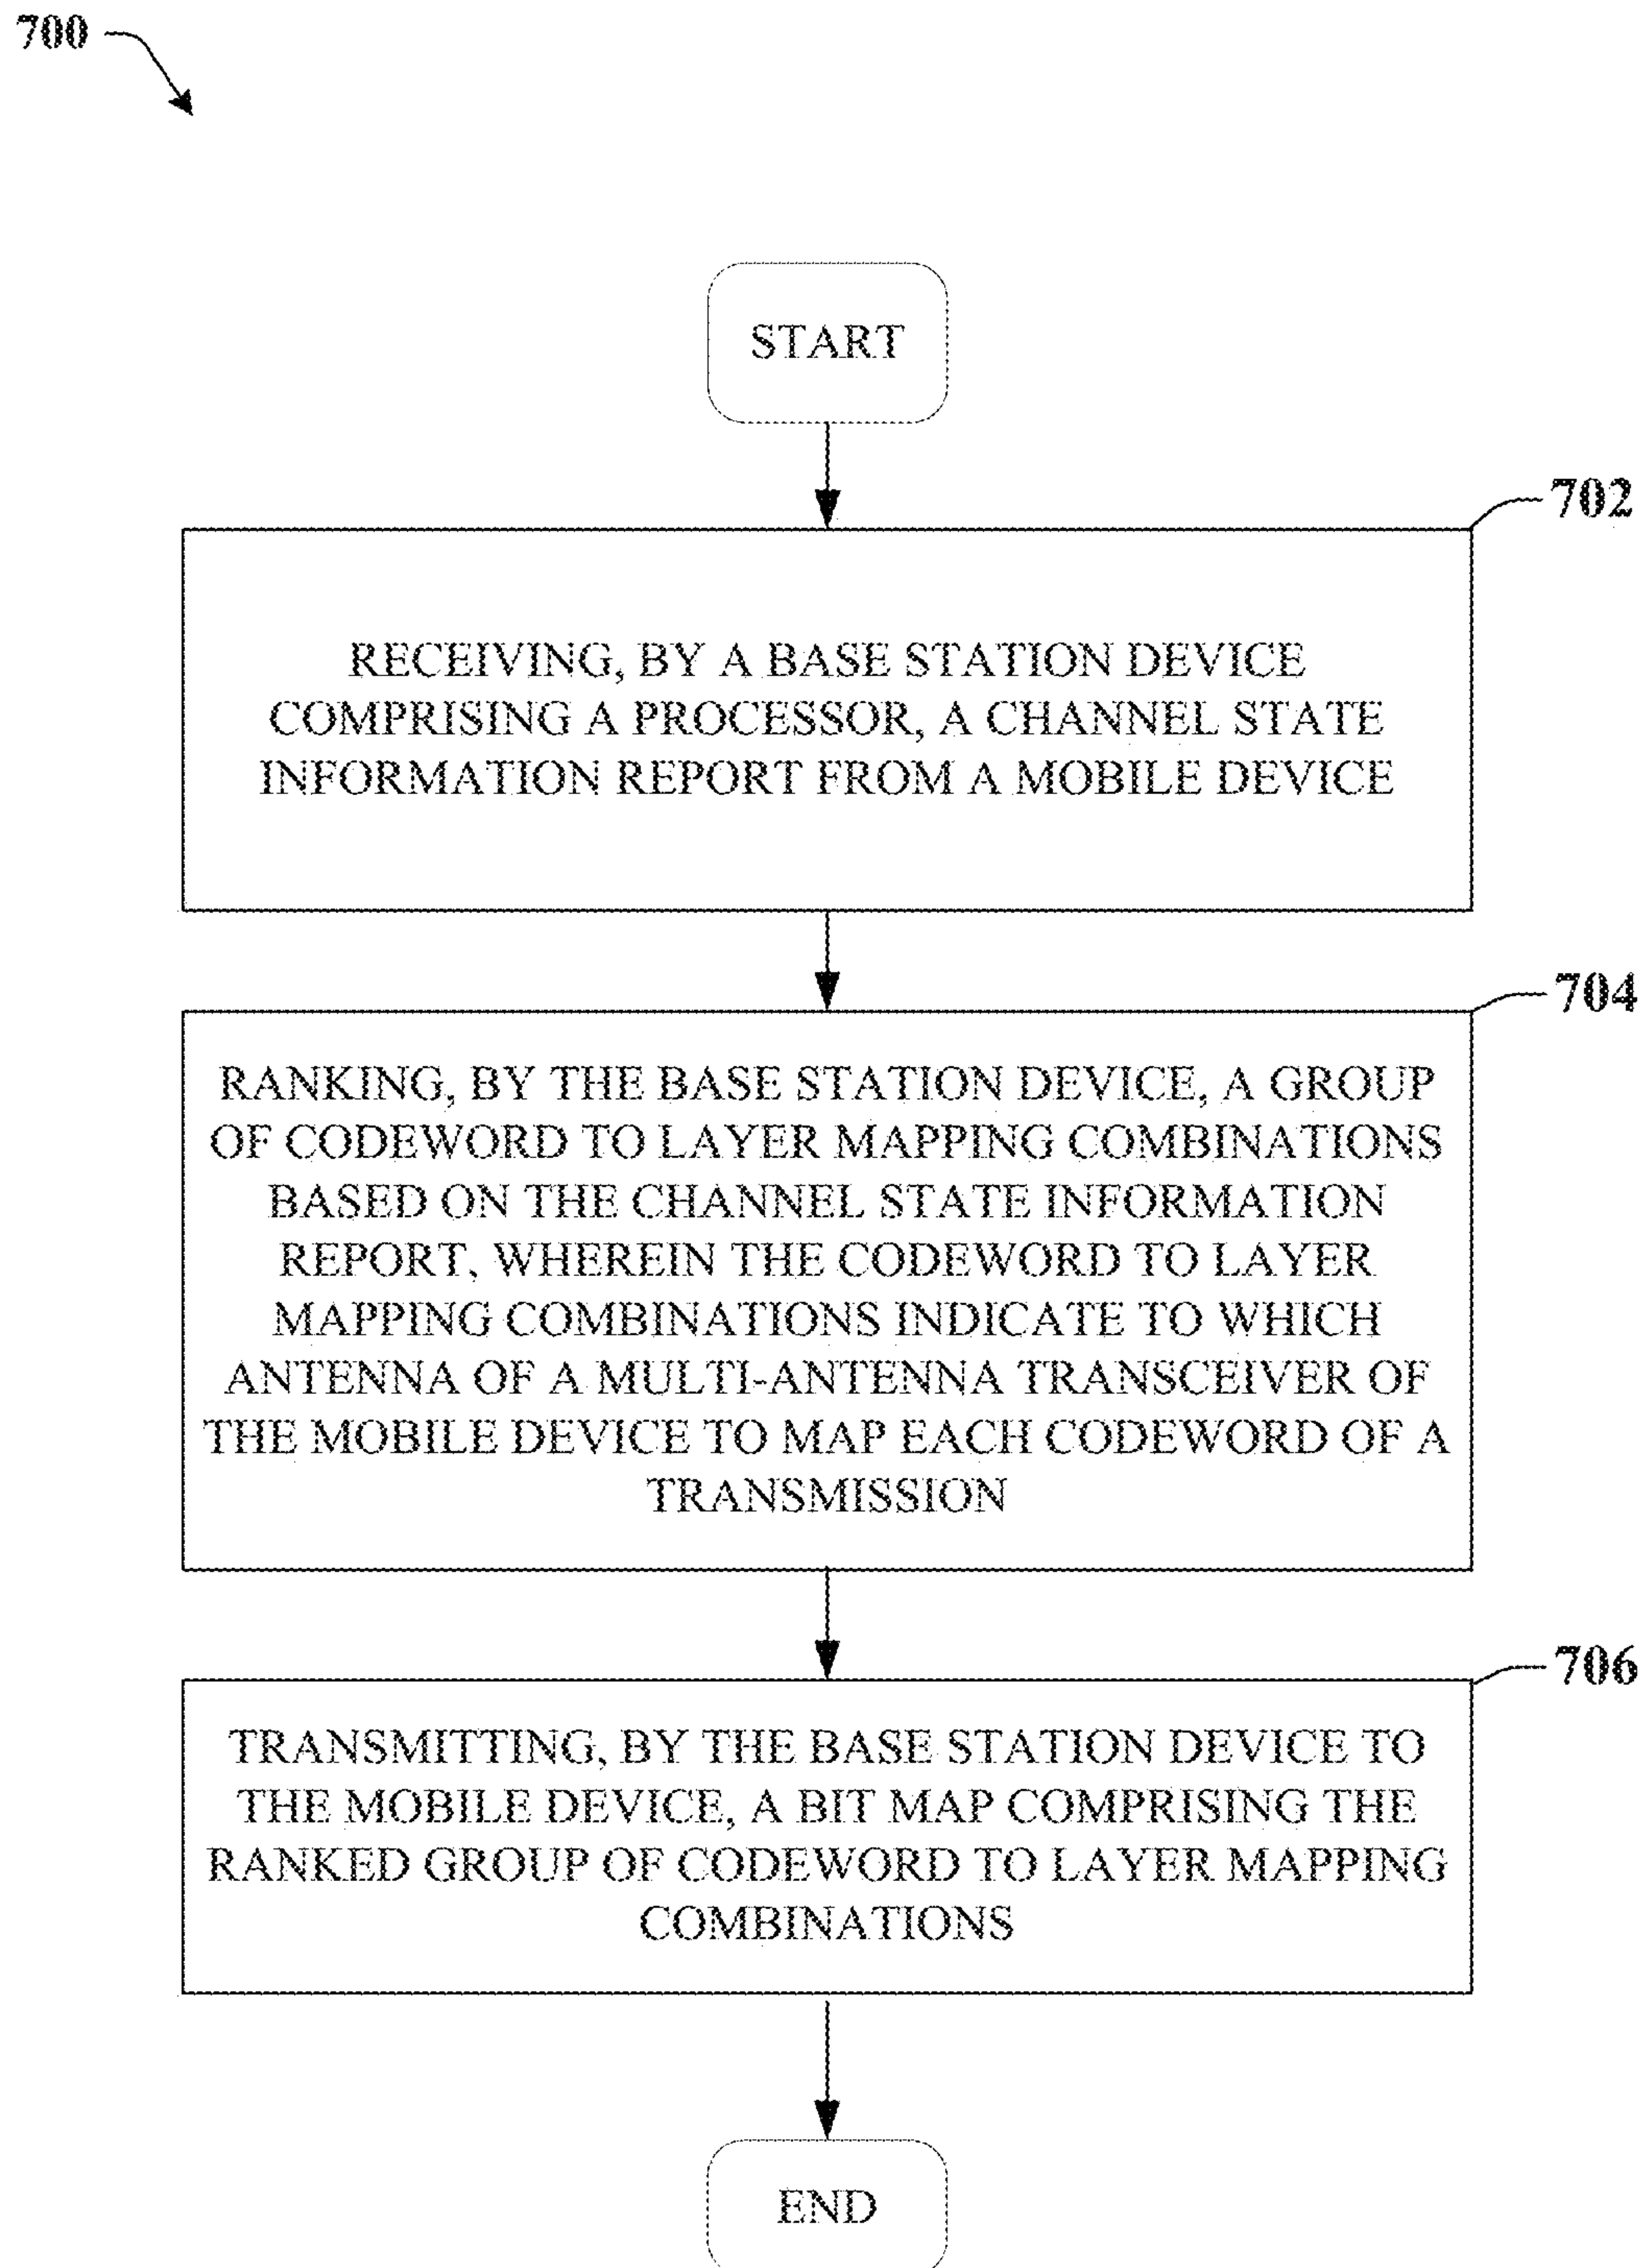 700
START
702
RECEIVING, BY A BASE STATION DEVICE
COMPRISING A PROCESSOR, A CHANNEL STATE
INFORMATION REPORT FROM A MOBILE DEVICE
704
RANKING, BY THE BASE STATION DEVICE, A GROUP
OF CODEWORD TO LAYER MAPPING COMBINATIONS
BASED ON THE CHANNEL STATE INFORMATION
REPORT, WHEREIN THE CODEWORD TO LAYER
MAPPING COMBINATIONS INDICATE TO WHICH
ANTENNA OF A MULTI-ANTENNA TRANSCEIVER OF
THE MOBILE DEVICE TO MAP EACH CODEWORD OF A
TRANSMISSION
706
TRANSMITTING, BY THE BASE STATION DEVICE TO
THE MOBILE DEVICE, A BIT MAP COMPRISING THE
RANKED GROUP OF CODEWORD TO LAYER MAPPING
COMBINATIONS
END